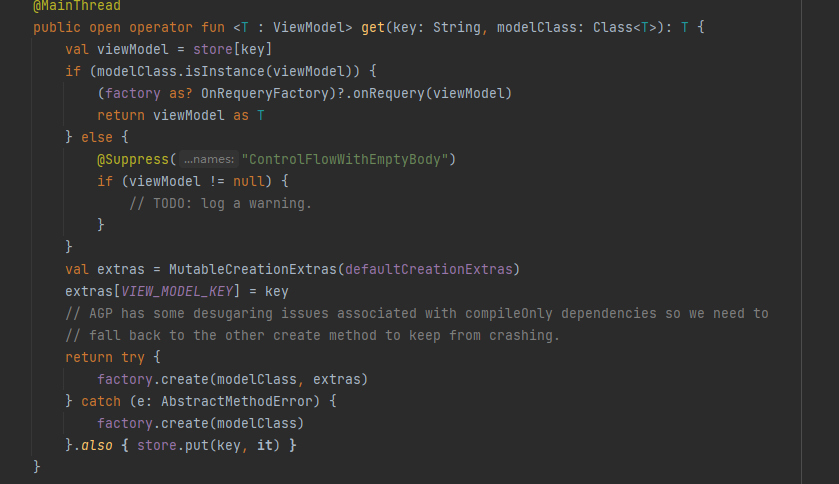 @MainThread
public open operator fun <T : ViewModel> get(key: String, modelClass: Class<T>): T {
    val viewModel = store[key]
    if (modelClass.isInstance(viewModel)) {
        (factory as? OnRequeryFactory)?.onRequery(viewModel)
        return viewModel as T
    } else {
        @Suppress( ...names: "ControlFlowWithEmptyBody")
        if (viewModel != null) {
            // TODO: log a warning.
        }
    }
    val extras = MutableCreationExtras(defaultCreationExtras)
    extras[VIEW_MODEL_KEY] = key
    // AGP has some desugaring issues associated with compileOnly dependencies so we need to
    // fall back to the other create method to keep from crashing.
    return try {
        factory.create(modelClass, extras)
    } catch (e: AbstractMethodError) {
        factory.create(modelClass)
    }.also { store.put(key, it) }
}